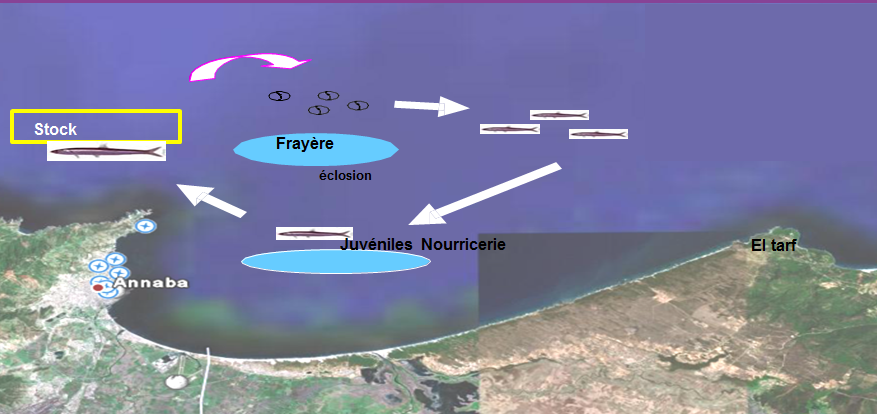 Stock
Frayère
éclosion
Juvéniles Nourricerie
El tarf
Annaba